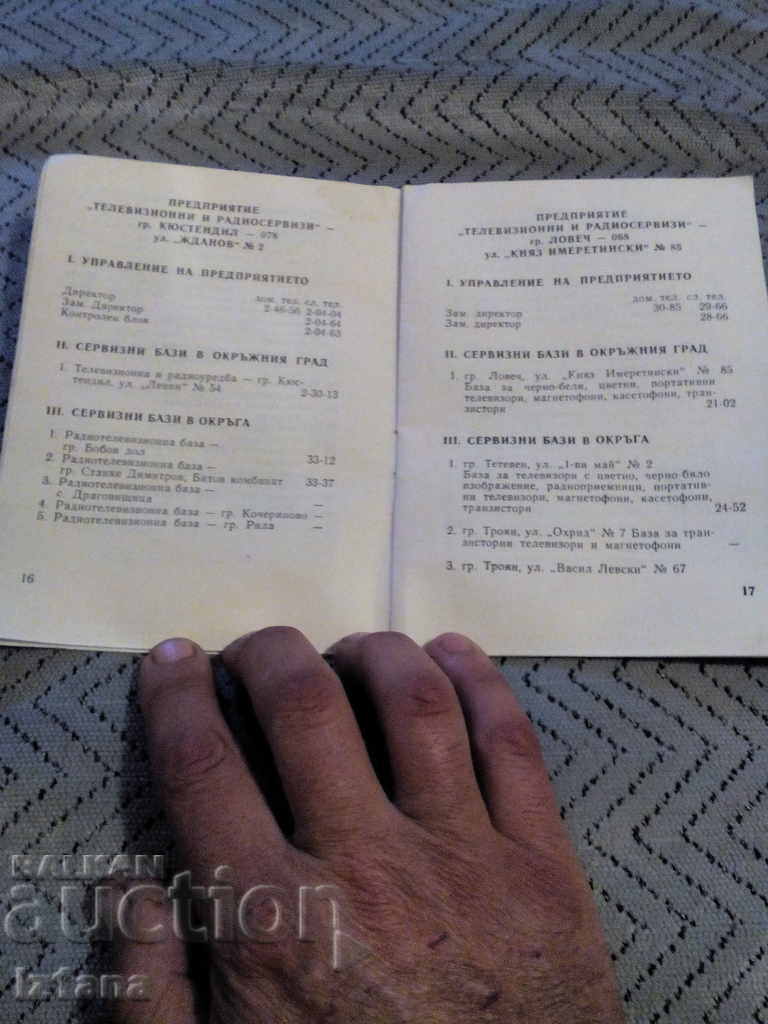 ПРЕДПРИЯТИЕ
„ТЕЛЕВИЗИОННИ И РАДИОСЕРВИЗИ" —
гр. КЮСТЕНДИЛ — 078
ул. „ЖДАНОВ" № 2
I. УПРАВЛЕНИЕ НА ПРЕДПРИЯТИЕТО
дом. тел. сл. тел.
Директор 2-46-56 2-04-04
Зам. Директор 2-04-64
Контролен блок 2-04-63
II. СЕРВИЗНИ БАЗИ В ОКРЪЖНИЯ ГРАД
1. Телевизионна и радиоуредба — гр. Кюс-
тендил, ул. „Ленин" № 54 2-30-13
III. СЕРВИЗНИ БАЗИ В ОКРЪГА
1. Радиотелевизионна база —
гр. Бобов дол 33-12
2. Радиотелевизионна база —
гр. Станке Димитров, Битов комбинат 33-37
3. Радиотелевизионна база —
с. Драговищица —
4. Радиотелевизионна база — гр. Кочериново —
5. Радиотелевизионна база — гр. Рила —
16
ПРЕДПРИЯТИЕ
„ТЕЛЕВИЗИОННИ И РАДИОСЕРВИЗИ" —
гр. ЛОВЕЧ — 068
ул. „КНЯЗ ИМЕРЕТИНСКИ" № 85
I. УПРАВЛЕНИЕ НА ПРЕДПРИЯТИЕТО
дом. тел. сл. тел.
Зам. директор 30-85 29-66
Зам. директор 28-66
II. СЕРВИЗНИ БАЗИ В ОКРЪЖНИЯ ГРАД
1. гр. Ловеч, ул. „Княз Имеретински" № 85
База за черно-бели, цветни, портативни
телевизори, магнетофони, касетофони, тран-
зистори 21-02
III. СЕРВИЗНИ БАЗИ В ОКРЪГА
1. гр. Тетевен, ул. „1-ви май" № 2
База за телевизори с цветно, черно-бяло
изображение, радиоприемници, портатив-
ни телевизори, магнетофони, касетофони,
транзистори 24-52
2. гр. Троян, ул. „Охрид" № 7 База за тран-
зисторни телевизори и магнетофони —
3. гр. Троян, ул. „Васил Левски" № 67
17
BALKAN
auction
Iztana